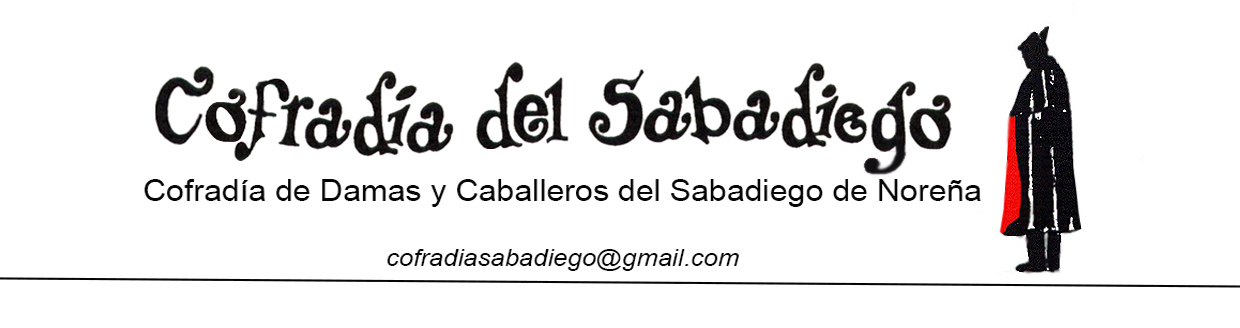 Cofradía del Sabadiego
Cofradía de Damas y Caballeros del Sabadiego de Noreña
cofradiasabadiego@gmail.com